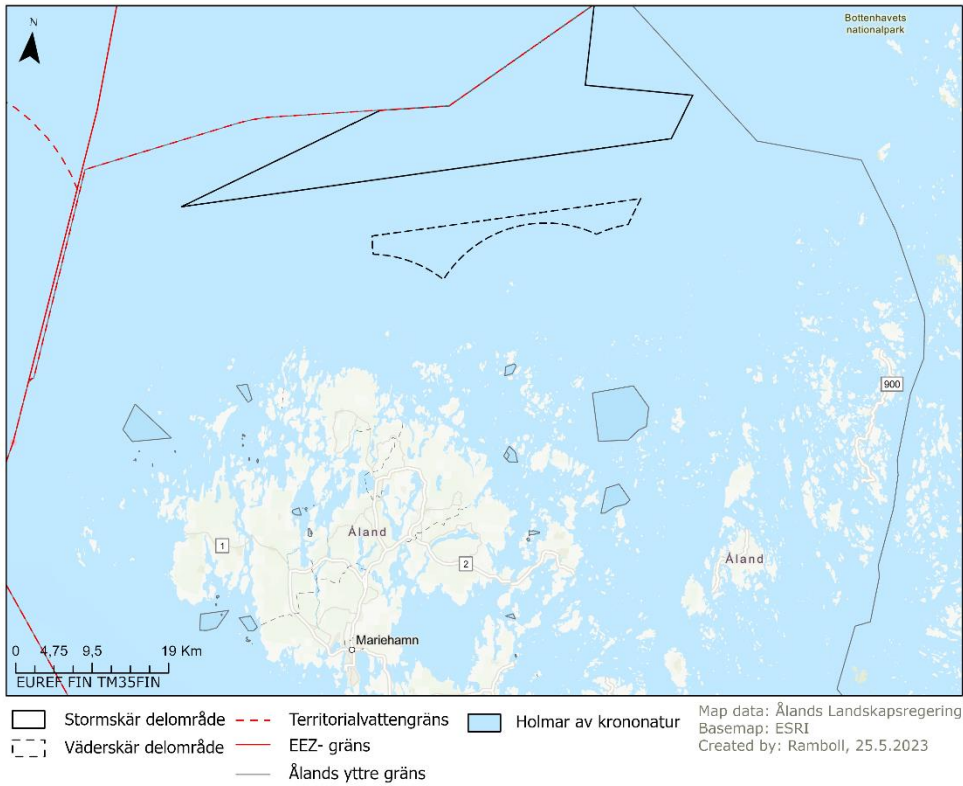 Bottenhavets
nationalpark
N
900
1
Åland
2
Åland
Mariehamn
0 4,75 9,5 19 Km
EUREF FIN TM35FIN
Stormskär delområde
Territorialvattengräns
Holmar av krononatur
Väderskär delområde
EEZ- gräns
Ålands yttre gräns
Map data: Ålands Landskapsregering
Basemap: ESRI
Created by: Ramboll, 25.5.2023